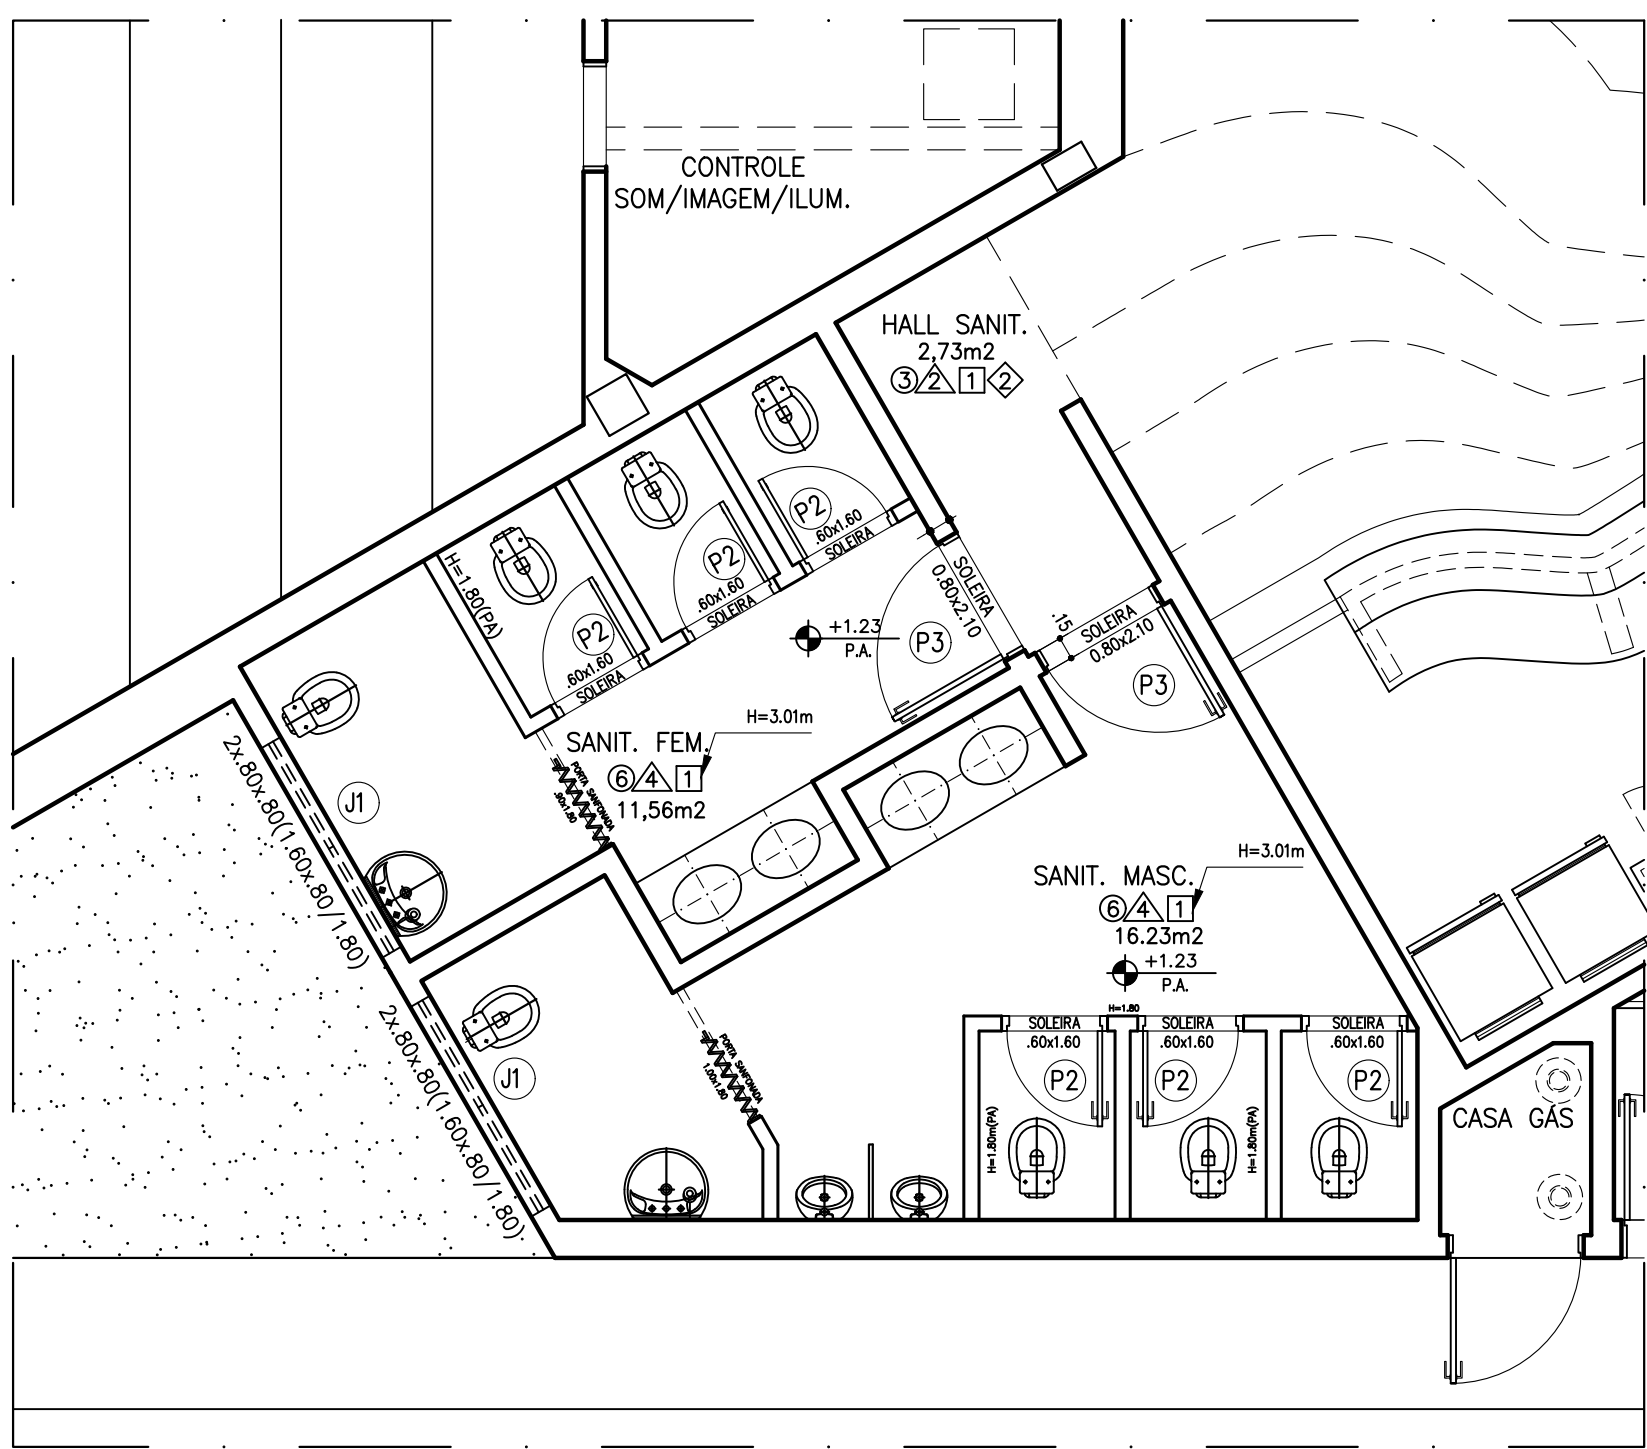 CONTROLE
SOM/IMAGEM/ILUM.
HALL SANIT.
2,73m2
3 2 1 2
P2
.60x1.60
SOLEIRA
P2
.60x1.60
SOLEIRA
H=1.80(PA)
P2
.60x1.60
SOLEIRA
SOLEIRA
0.80x2.10
P3
+1.23
P.A.
.15
SOLEIRA
0.80x2.10
P3
H=3.01m
SANIT. FEM.
6 4 1
11,56m2
PORTA SANFONADA
.90x1.80
J1
2x.80x.80(1.60x.80/1.80)
H=3.01m
SANIT. MASC.
6 4 1
16.23m2
+1.23
P.A.
H=1.80
SOLEIRA
.60x1.60
P2
SOLEIRA
.60x1.60
P2
SOLEIRA
.60x1.60
P2
H=1.80m(PA)
H=1.80m(PA)
PORTA SANFONADA
1.00x1.80
J1
2x.80x.80(1.60x.80/1.80)
CASA GÁS